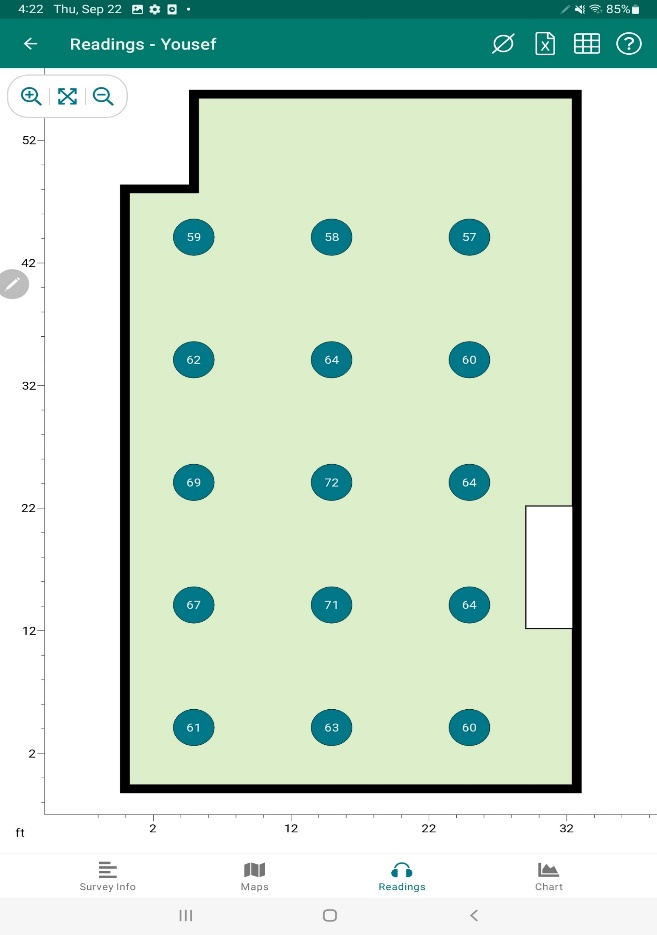 4:22 Thu, Sep 22 85%
Readings - Yousef
X ?
52
59 58 57
42
62 64 60
32
69 72 64
22
67 71 64
12
61 63 60
2
2 12 22 32
ft
Survey Info Maps Readings Chart